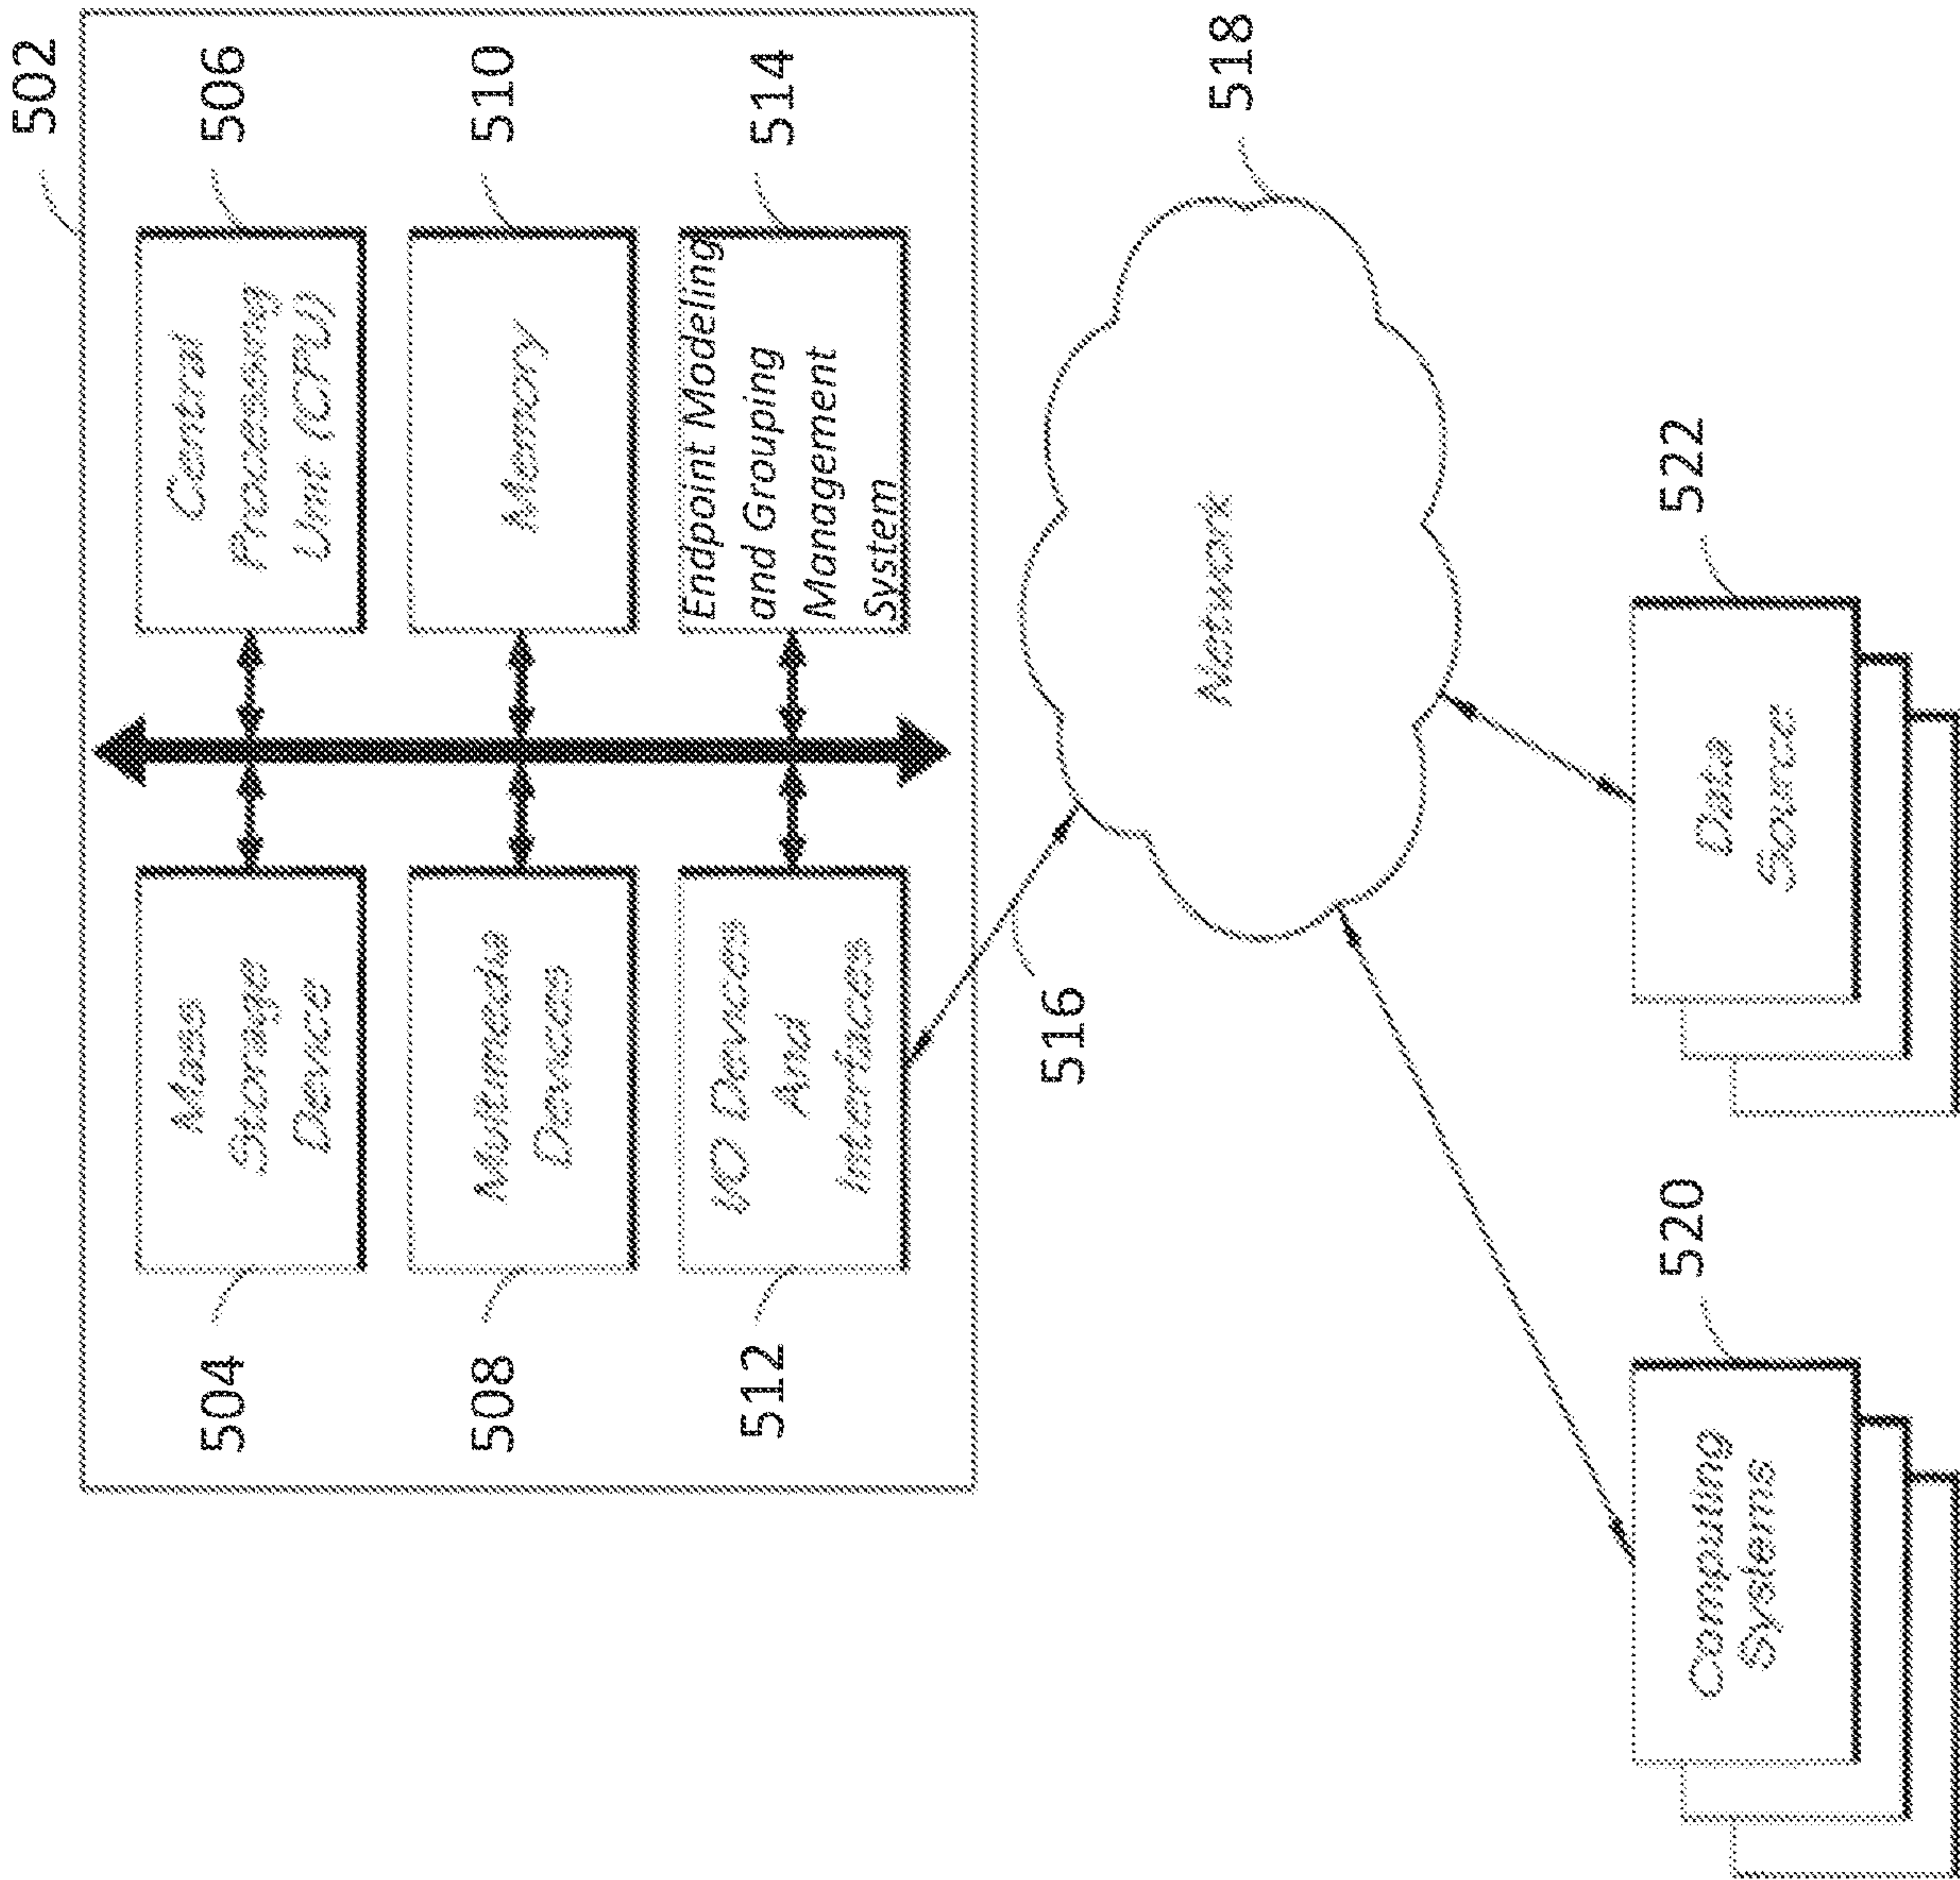 502
504
Mass
Storage
Device
Central
Processing
Unit (CPU)
506
508
Multimedia
Devices
Memory
510
512
I/O Devices
And
Interfaces
Endpoint Modeling
and Grouping
Management
System
514
516
Network
518
520
Computing
Systems
Data
Source
522